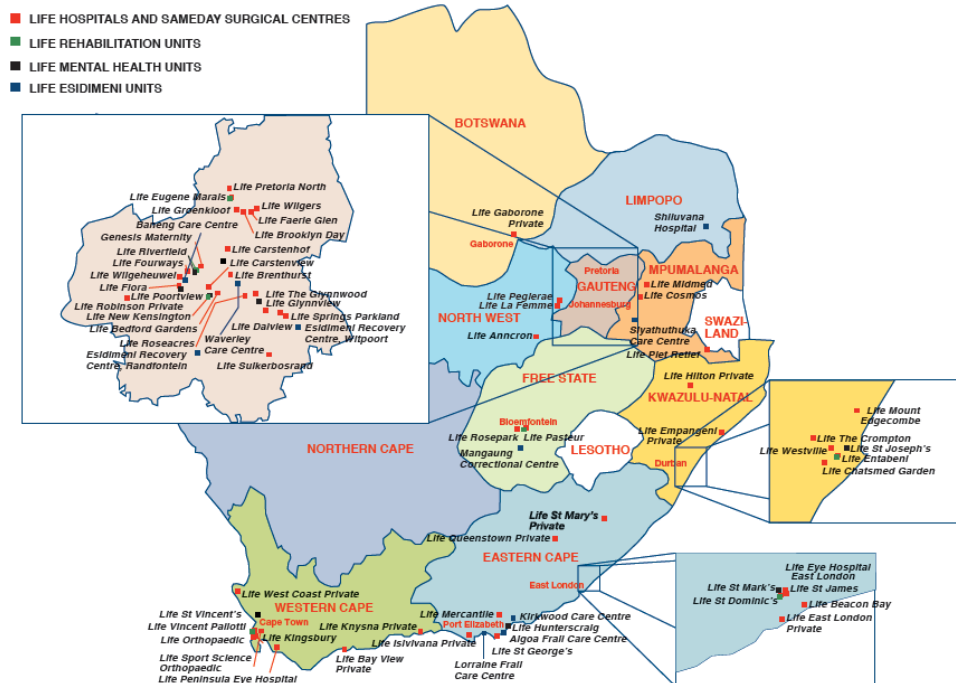 LIFE HOSPITALS AND SAMEDAY SURGICAL CENTRES
LIFE REHABILITATION UNITS
LIFE MENTAL HEALTH UNITS
LIFE ESIDIMENI UNITS
BOTSWANA
Life Gaborone
Private
Gaborone
LIMPOPO
Shiluvana
Hospital
Life Pretoria North
Life Eugene Marais
Life Groenkloof
Life Wilgers
Life Faerie Glen
Life Brooklyn Day
Baneng Care Centre
Genesis Maternity
Life Riverfield
Life Fourways
Life Wilgeheuwel
Life Flora
Life Poortview
Life Robinson Private
Life New Kensington
Life Bedford Gardens
Life Roseacres
Esidimeni Recovery
Centre, Randfontein
Life Carstenhof
Life Carstenview
Life Brenthurst
Life The Glynnwood
Life Glynnview
Life Springs Parkland
Life Dalview
Esidimeni Recovery
Centre, Witpoort
Waverley
Care Centre
Life Suikerbosrand
Pretoria
GAUTENG
Johannesburg
MPUMALANGA
Life Midmed
Life Cosmos
Siyathuthuka
Care Centre
Life Piet Retief
SWAZI-
LAND
Life Peglerae
Life La Femme
NORTH WEST
Life Anncron
FREE STATE
Bloemfontein
Life Rosepark
Life Pasteur
Mangaung
Correctional Centre
LESOTHO
Life Hilton Private
KWAZULU-NATAL
Life Empangeni
Private
Durban
Life Mount
Edgecombe
Life The Crompton
Life St Joseph's
Life Westville
Life Entabeni
Life Chatsmed Garden
NORTHERN CAPE
Life St Mary's
Private
Life Queenstown Private
EASTERN CAPE
East London
Life Eye Hospital
East London
Life St Mark's
Life St James
Life St Dominic's
Life Beacon Bay
Life East London
Private
Life West Coast Private
WESTERN CAPE
Life St Vincent's
Cape Town
Life Vincent Pallotti
Life Orthopaedic
Life Kingsbury
Life Sport Science
Orthopaedic
Life Peninsula Eye Hospital
Life Knysna Private
Life Bay View
Private
Life Isivivana Private
Life Mercantile
Port Elizabeth
Kirkwood Care Centre
Life Hunterscraig
Algoa Frail Care Centre
Life St George's
Lorraine Frail
Care Centre